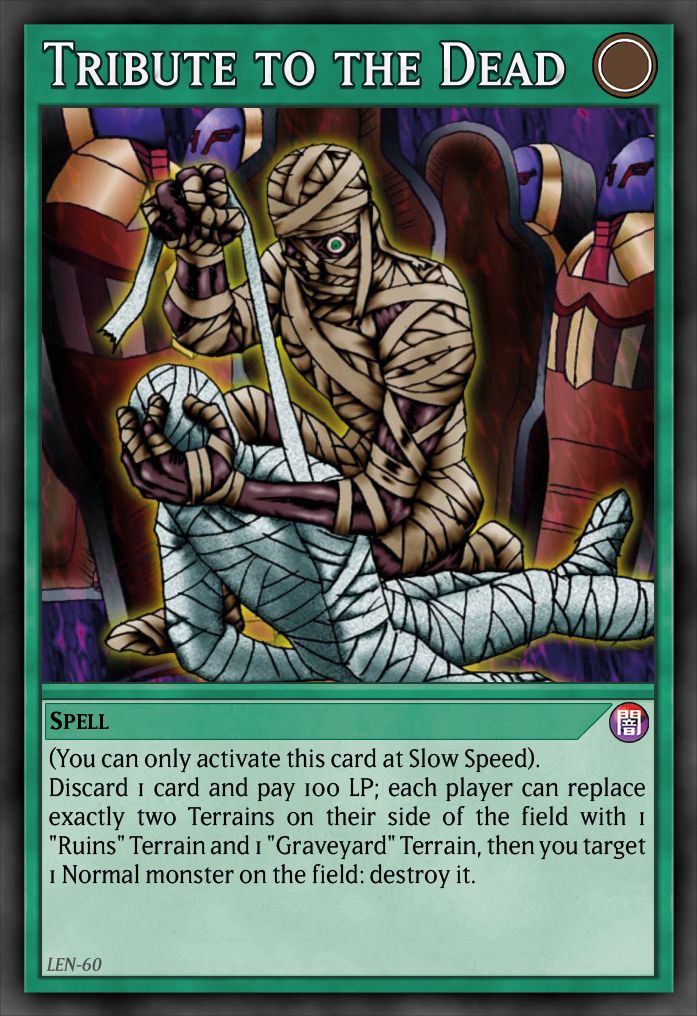 Tribute to the Dead
Spell
闇
(You can only activate this card at Slow Speed).
Discard 1 card and pay 100 LP; each player can replace
exactly two Terrains on their side of the field with 1
"Ruins" Terrain and 1 "Graveyard" Terrain, then you target
1 Normal monster on the field: destroy it.
LEN-60